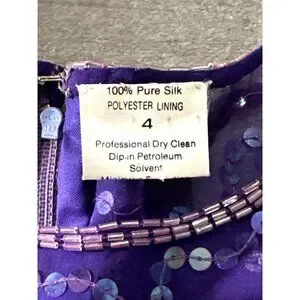 100% Pure Silk
POLYESTER LINING
4
Professional Dry Clean
Dip in Petroleum
Solvent